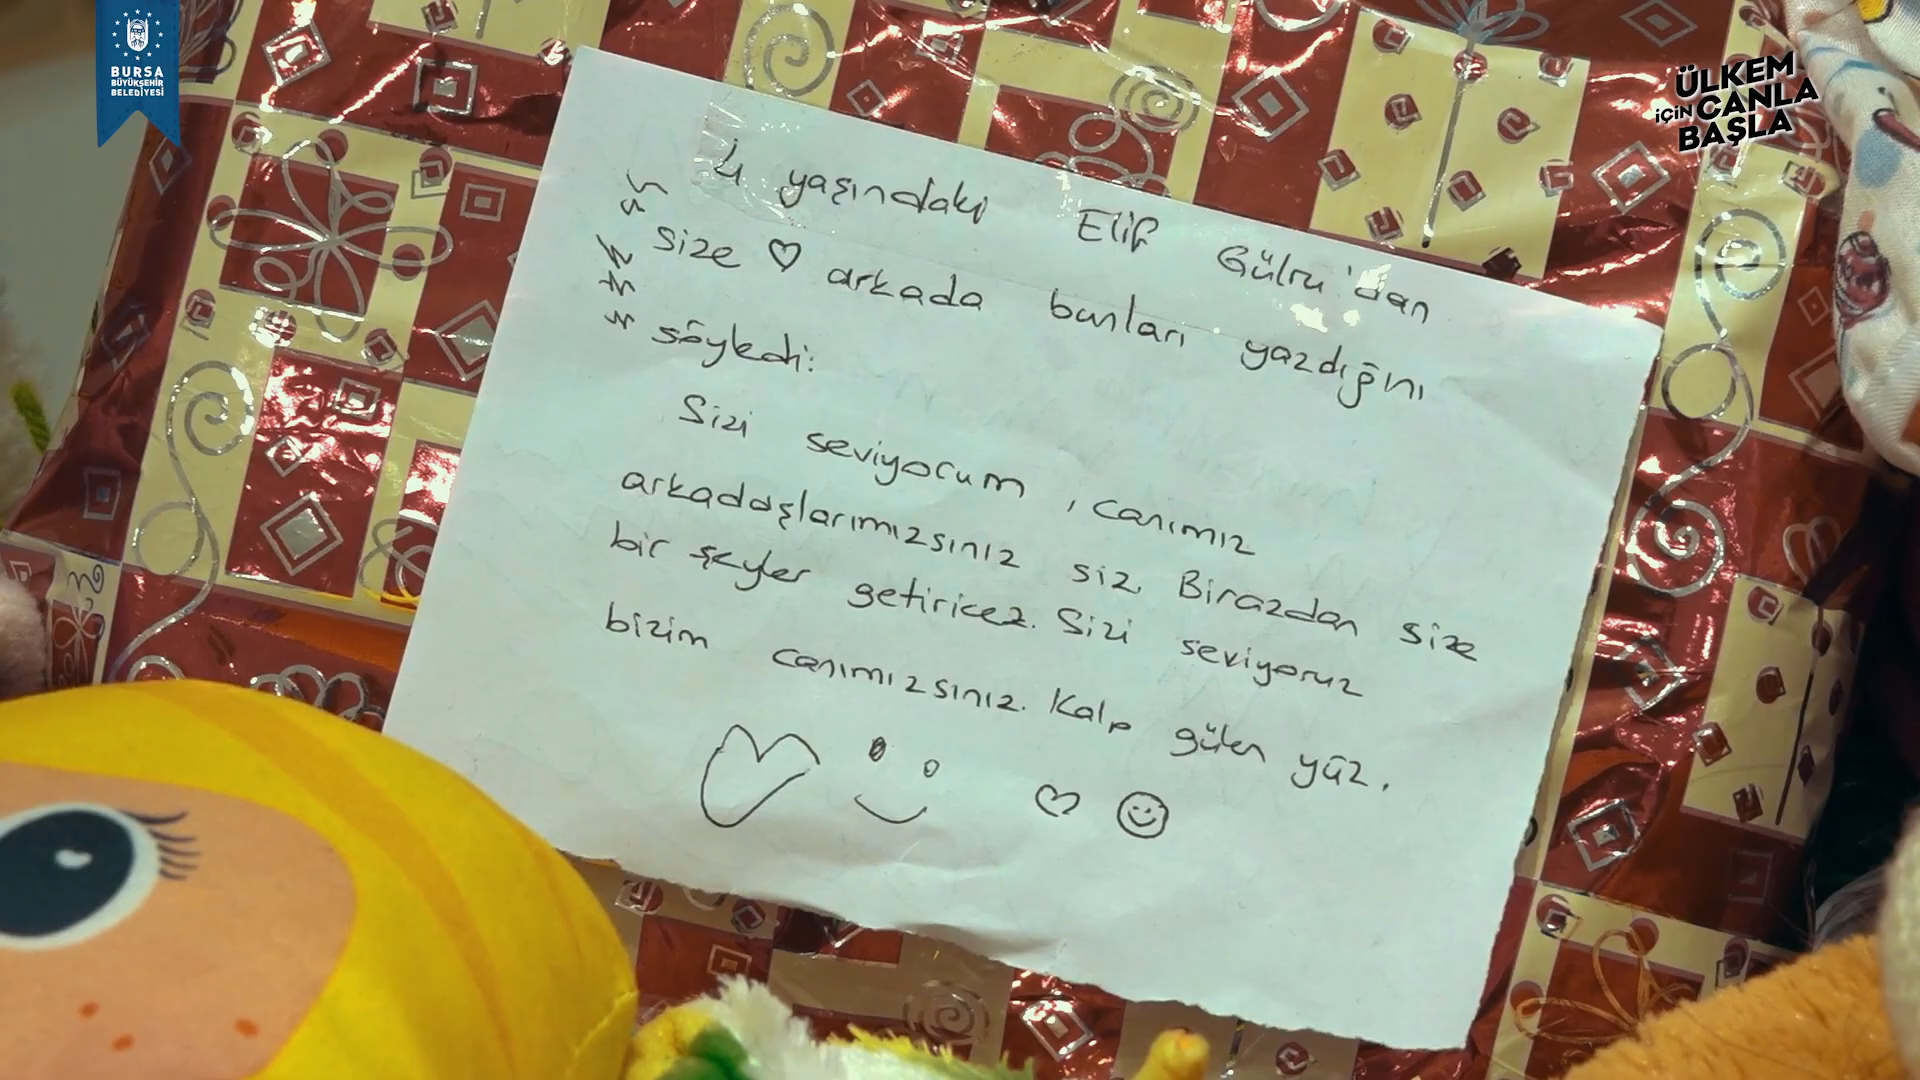 BURSA
BÜYÜKŞEHİR
BELEDİYESİ
ÜLKEM
İÇİN CANLA
BAŞLA
4 yaşındaki Elif Gülru'dan
size ♡ arkada bunları yazdığını
söyledi:
Sizi seviyorum, canımız
arkadaşlarımızsınız siz. Birazdan size
bir şeyler getiricez. Sizi seviyoruz
bizim canımızsınız. Kalp gülen yüz.